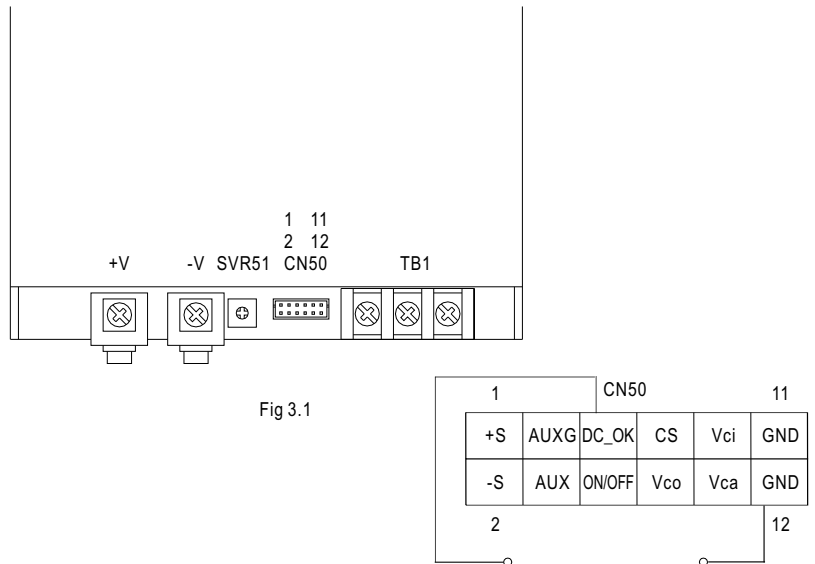 1 11
2 12
+V -V SVR51 CN50 TB1
Fig 3.1
CN50
1 11
+S AUXG DC_OK CS Vci GND
-S AUX ON/OFF Vco Vca GND
2 12